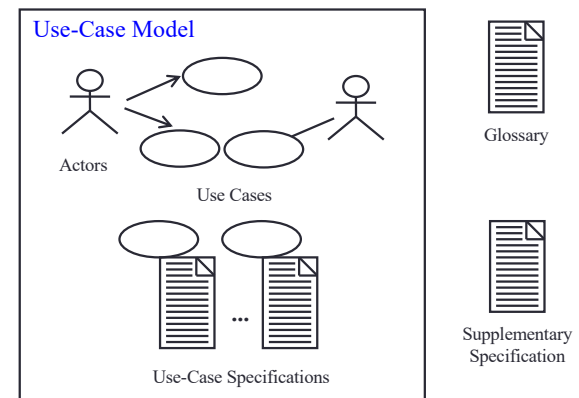 Use-Case Model
Glossary
Actors
Use Cases
...
Use-Case Specifications
Supplementary
Specification